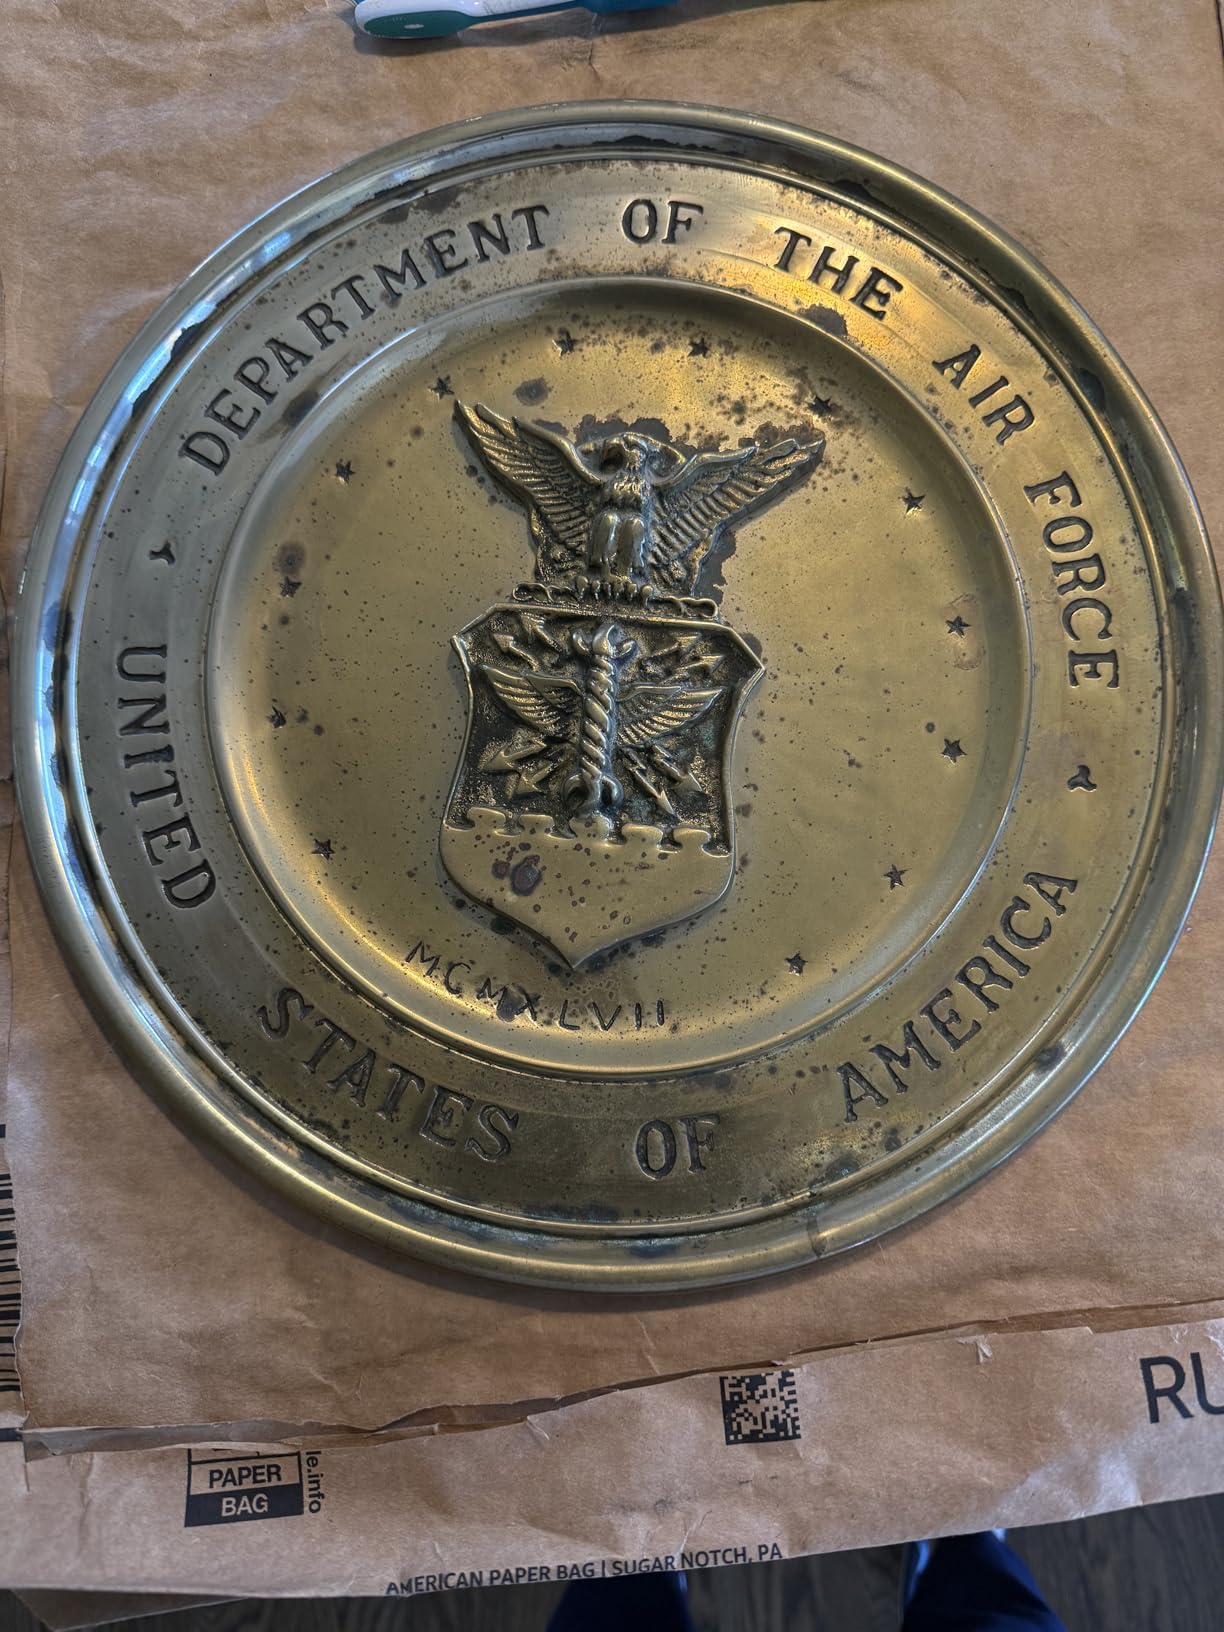 DEPARTMENT OF THE AIR FORCE
UNITED STATES OF AMERICA
MCMXLVII
RU
PAPER
BAG
le.info
AMERICAN PAPER BAG | SUGAR NOTCH, PA